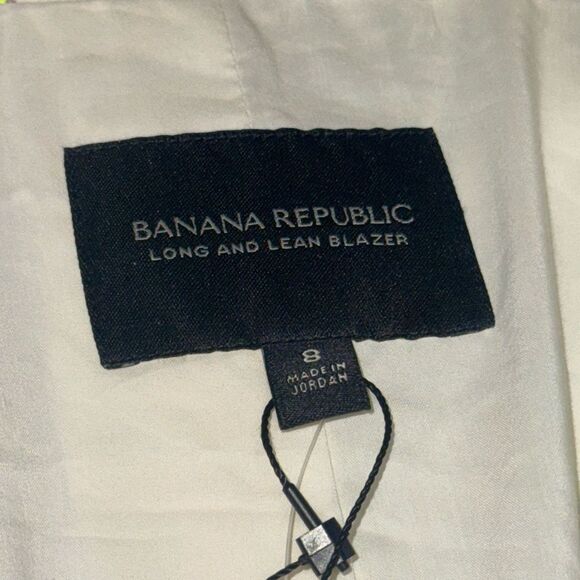 BANANA REPUBLIC
LONG AND LEAN BLAZER
8
MADE IN
JORDAN